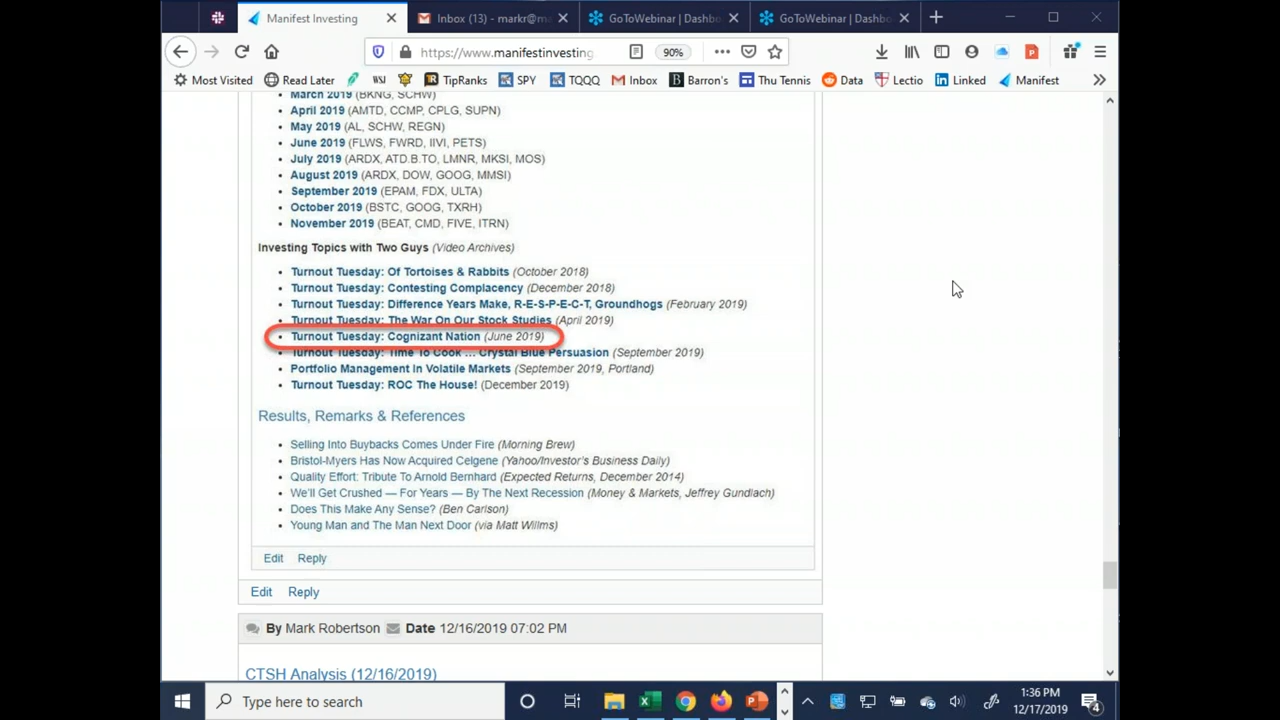 Manifest Investing
Inbox (13) - markr@ma
GoToWebinar | Dashbo
GoToWebinar | Dashbo
https://www.manifestinvesting
90%
Most Visited
Read Later
WSJ
TipRanks
SPY
TQQQ
Inbox
Barron's
Thu Tennis
Data
Lectio
Linked
Manifest
March 2019 (BKNG, SCHW)
April 2019 (AMTD, CCMP, CPLG, SUPN)
May 2019 (AL, SCHW, REGN)
June 2019 (FLWS, FWRD, IIVI, PETS)
July 2019 (ARDX, ATD.B.TO, LMNR, MKSI, MOS)
August 2019 (ARDX, DOW, GOOG, MMSI)
September 2019 (EPAM, FDX, ULTA)
October 2019 (BSTC, GOOG, TXRH)
November 2019 (BEAT, CMD, FIVE, ITRN)
Investing Topics with Two Guys (Video Archives)
Turnout Tuesday: Of Tortoises & Rabbits (October 2018)
Turnout Tuesday: Contesting Complacency (December 2018)
Turnout Tuesday: Difference Years Make, R-E-S-P-E-C-T, Groundhogs (February 2019)
Turnout Tuesday: The War On Our Stock Studies (April 2019)
Turnout Tuesday: Cognizant Nation (June 2019)
Turnout Tuesday: Time To Cook ... Crystal Blue Persuasion (September 2019)
Portfolio Management In Volatile Markets (September 2019, Portland)
Turnout Tuesday: ROC The House! (December 2019)
Results, Remarks & References
Selling Into Buybacks Comes Under Fire (Morning Brew)
Bristol-Myers Has Now Acquired Celgene (Yahoo/Investor's Business Daily)
Quality Effort: Tribute To Arnold Bernhard (Expected Returns, December 2014)
We'll Get Crushed — For Years — By The Next Recession (Money & Markets, Jeffrey Gundlach)
Does This Make Any Sense? (Ben Carlson)
Young Man and The Man Next Door (via Matt Willms)
Edit Reply
Edit Reply
By Mark Robertson Date 12/16/2019 07:02 PM
CTSH Analysis (12/16/2019)
Type here to search
1:36 PM
12/17/2019
4